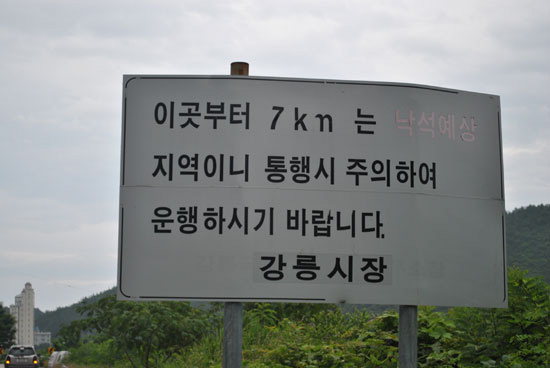 이곳부터 7km 는 낙석예상
지역이니 통행시 주의하여
운행하시기 바랍니다.
강릉시장